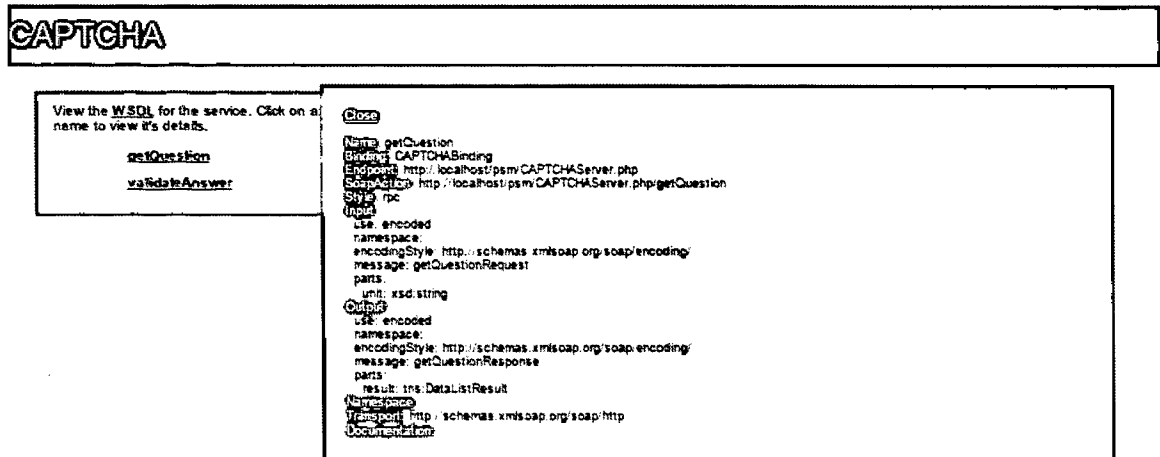 CAPTCHA
View the WSDL for the service. Click on a
name to view it's details.
getQuestion
validateAnswer
Close
Name: getQuestion
Binding: CAPTCHABinding
Endpoint: http://localhost/psm/CAPTCHAServer.php
SoapAction: http://localhost/psm/CAPTCHAServer.php/getQuestion
Style: rpc
Input:
use: encoded
namespace:
encodingStyle: http://schemas.xmlsoap.org/soap/encoding/
message: getQuestionRequest
parts:
unit: xsd:string
Output:
use: encoded
namespace:
encodingStyle: http://schemas.xmlsoap.org/soap/encoding/
message: getQuestionResponse
parts:
result: tns:DataListResult
Namespace:
Transport: http://schemas.xmlsoap.org/soap/http
Documentation: